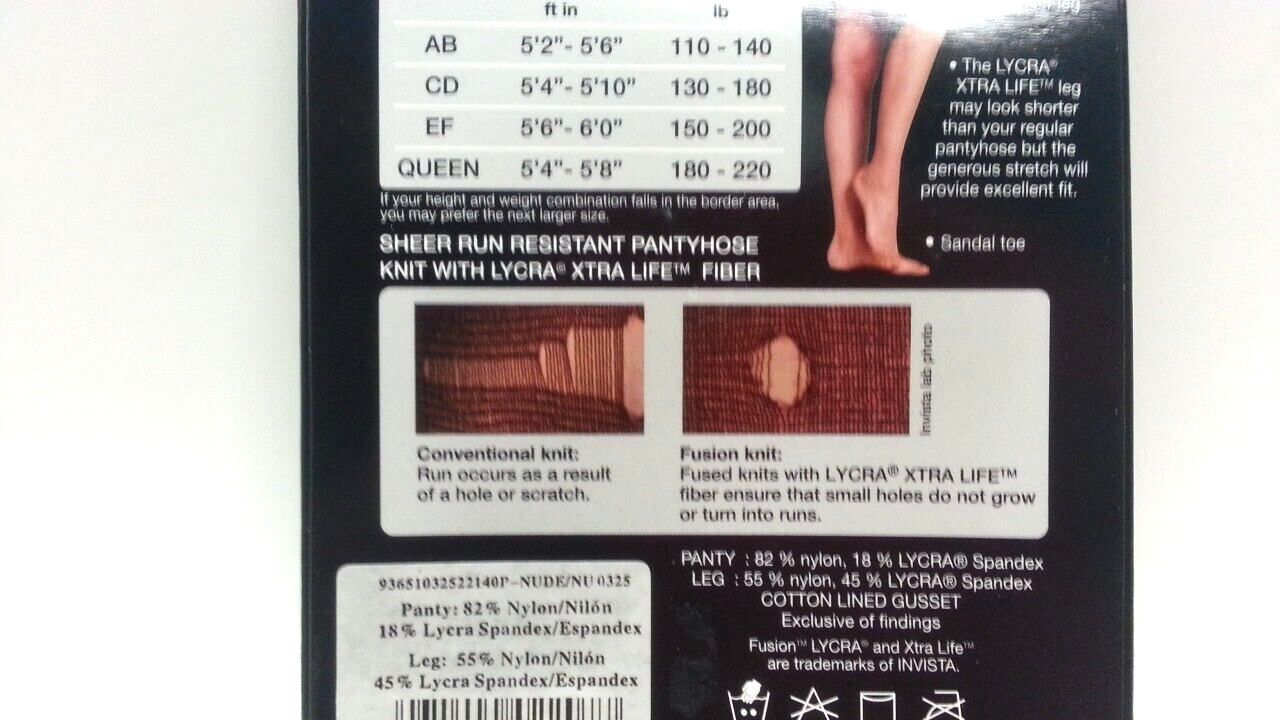 ft in lb
AB 5'2"- 5'6" 110 - 140
CD 5'4"- 5'10" 130 - 180
EF 5'6"- 6'0" 150 - 200
QUEEN 5'4"- 5'8" 180 - 220
If your height and weight combination falls in the border area,
you may prefer the next larger size.
leg
• The LYCRA®
XTRA LIFE™ leg
may look shorter
than your regular
pantyhose but the
generous stretch will
provide excellent fit.
• Sandal toe
SHEER RUN RESISTANT PANTYHOSE
KNIT WITH LYCRA® XTRA LIFE™ FIBER
Invista lab photo
Conventional knit:
Run occurs as a result
of a hole or scratch.
Fusion knit:
Fused knits with LYCRA® XTRA LIFE™
fiber ensure that small holes do not grow
or turn into runs.
93651032522140P-NUDE/NU 0325
Panty: 82% Nylon/Nilón
18% Lycra Spandex/Espandex
Leg: 55% Nylon/Nilón
45% Lycra Spandex/Espandex
PANTY : 82 % nylon, 18 % LYCRA® Spandex
LEG : 55 % nylon, 45 % LYCRA® Spandex
COTTON LINED GUSSET
Exclusive of findings
Fusion™ LYCRA® and Xtra Life™
are trademarks of INVISTA.